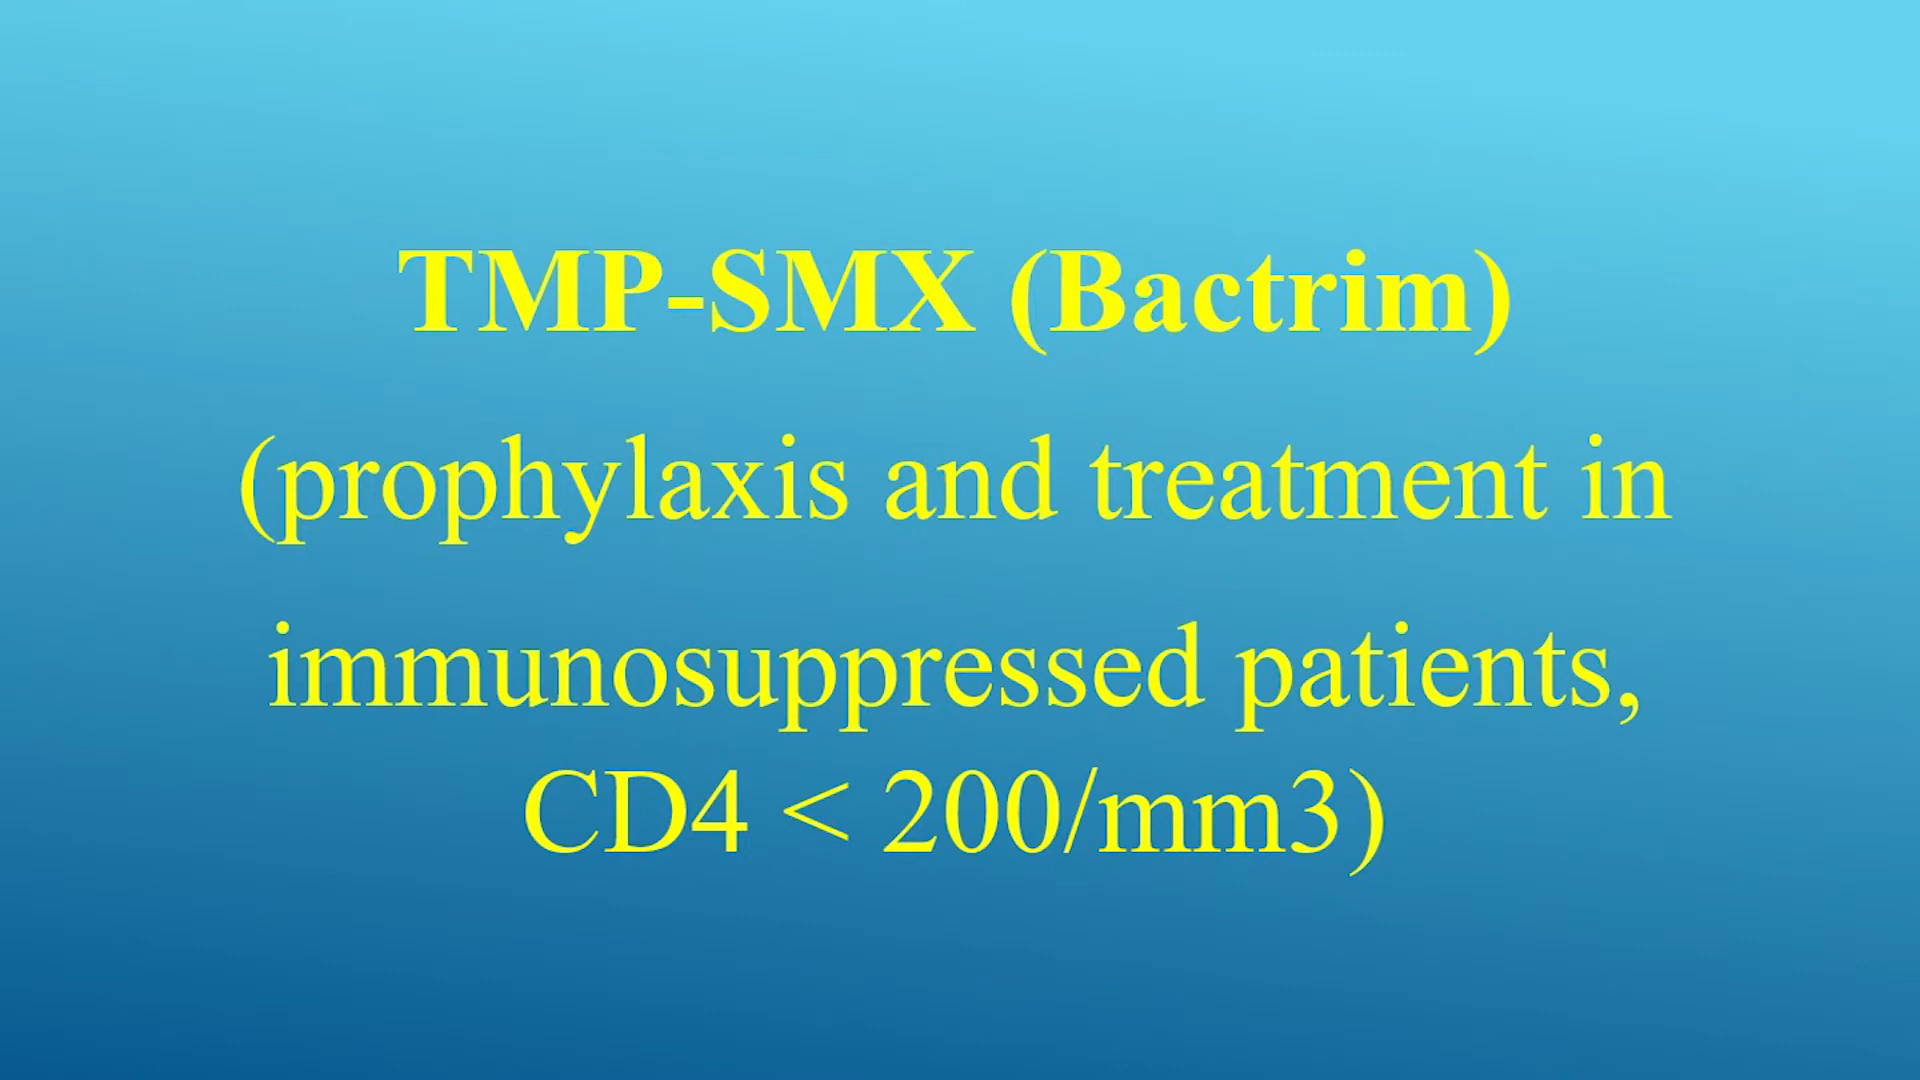 TMP-SMX (Bactrim)
(prophylaxis and treatment in
immunosuppressed patients,
CD4 < 200/mm3)